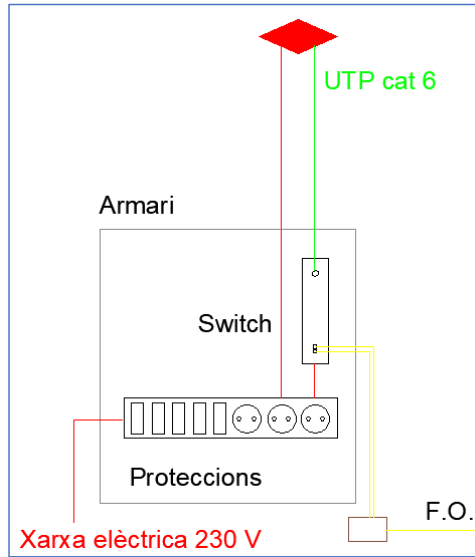 UTP cat 6
Armari
Switch
Proteccions
F.O.
Xarxa elèctrica 230 V